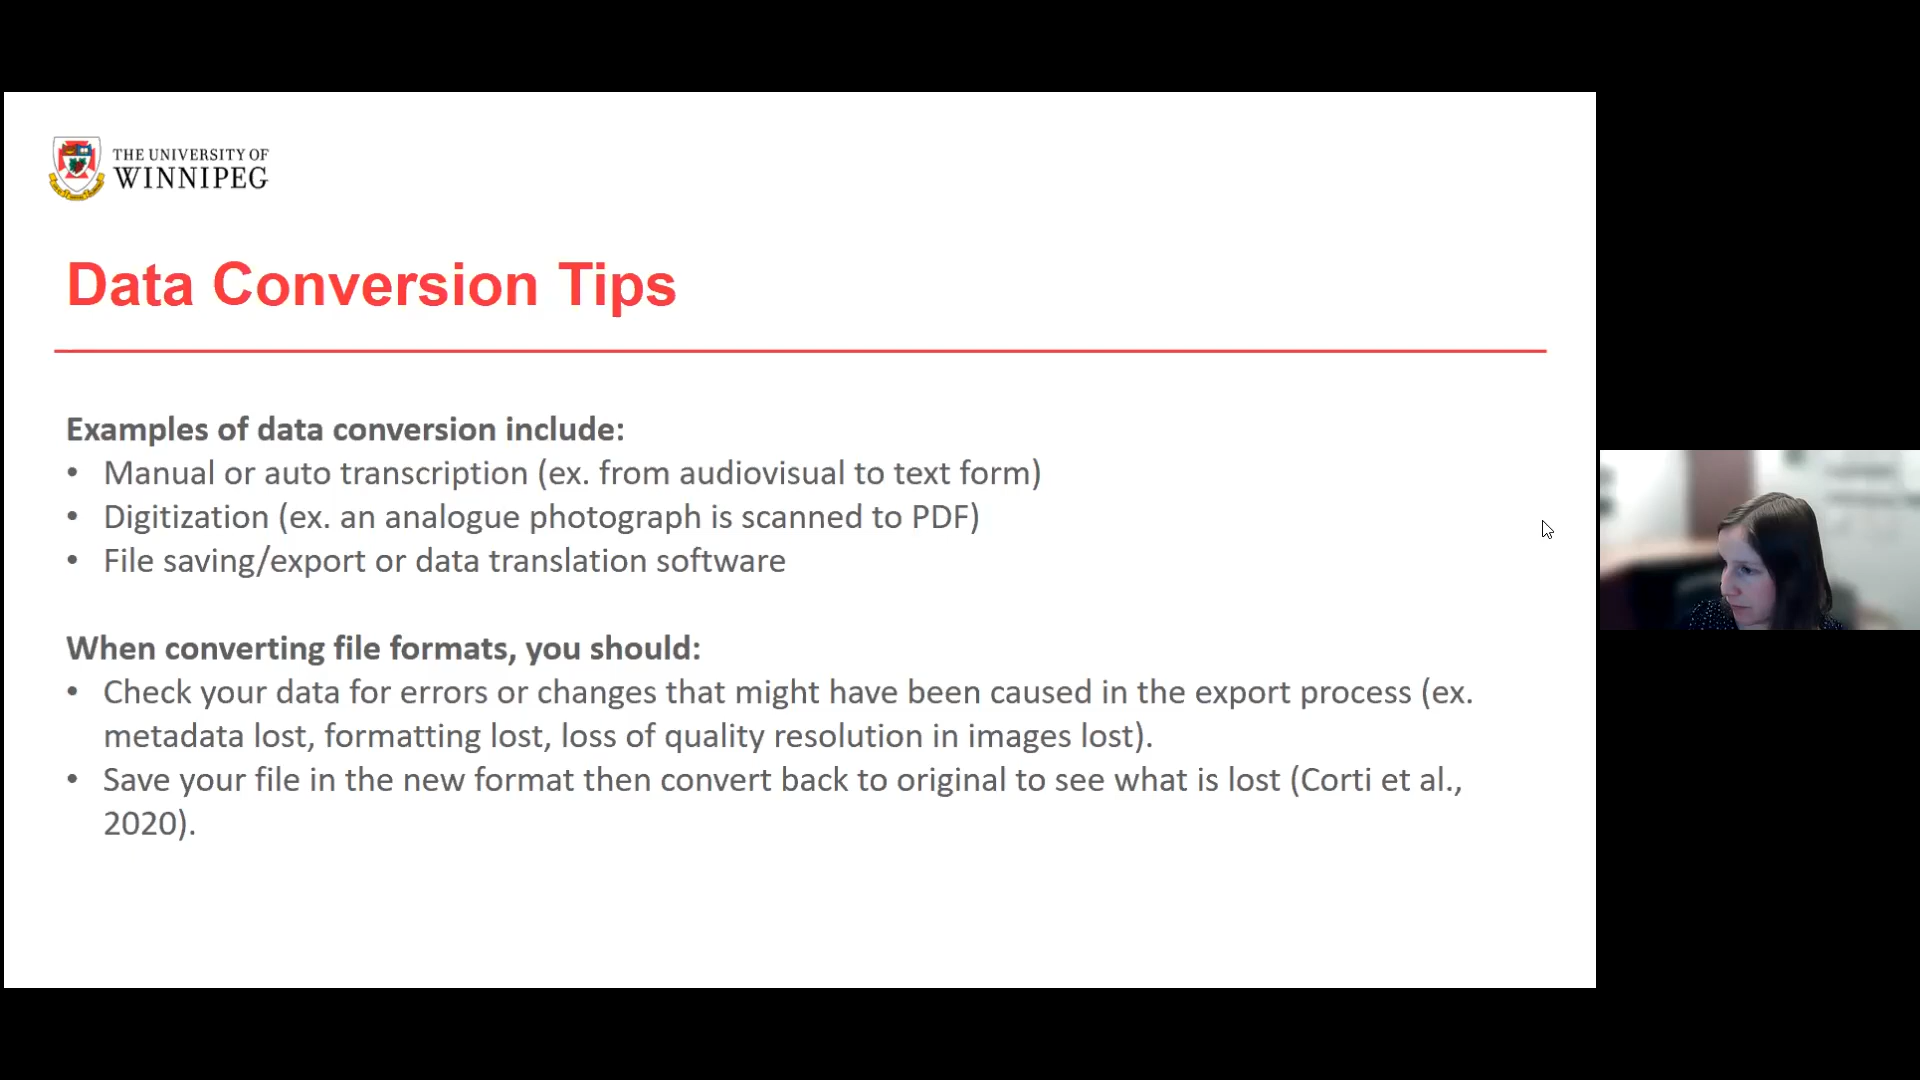 THE UNIVERSITY OF
WINNIPEG
Data Conversion Tips
Examples of data conversion include:
• Manual or auto transcription (ex. from audiovisual to text form)
• Digitization (ex. an analogue photograph is scanned to PDF)
• File saving/export or data translation software
When converting file formats, you should:
• Check your data for errors or changes that might have been caused in the export process (ex.
metadata lost, formatting lost, loss of quality resolution in images lost).
• Save your file in the new format then convert back to original to see what is lost (Corti et al.,
2020).